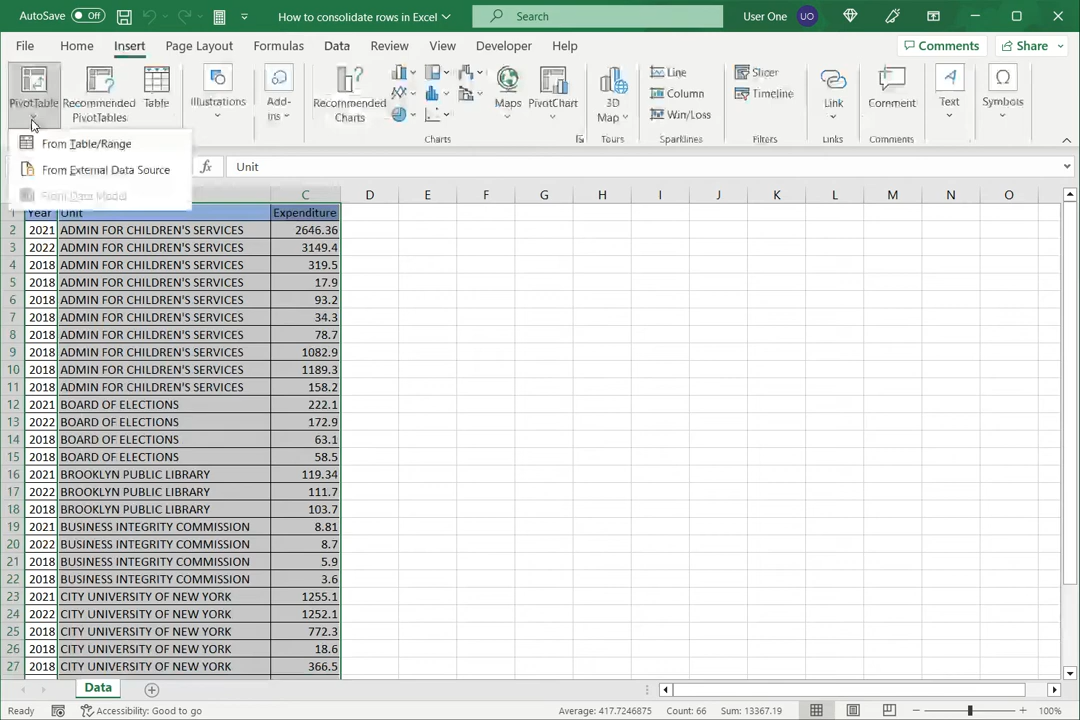 AutoSave Off How to consolidate rows in Excel Search User One UO
File Home Insert Page Layout Formulas Data Review View Developer Help Comments Share
PivotTable Recommended PivotTables Table Illustrations Add-ins Recommended Charts Maps PivotChart 3D Map Line Column Win/Loss Slicer Timeline Link Comment Text Symbols
Charts Tours Sparklines Filters Links Comments
From Table/Range
From External Data Source
From Data Model
fx Unit
C D E F G H I J K L M N O
1 Year Unit Expenditure
2 2021 ADMIN FOR CHILDREN'S SERVICES 2646.36
3 2022 ADMIN FOR CHILDREN'S SERVICES 3149.4
4 2018 ADMIN FOR CHILDREN'S SERVICES 319.5
5 2018 ADMIN FOR CHILDREN'S SERVICES 17.9
6 2018 ADMIN FOR CHILDREN'S SERVICES 93.2
7 2018 ADMIN FOR CHILDREN'S SERVICES 34.3
8 2018 ADMIN FOR CHILDREN'S SERVICES 78.7
9 2018 ADMIN FOR CHILDREN'S SERVICES 1082.9
10 2018 ADMIN FOR CHILDREN'S SERVICES 1189.3
11 2018 ADMIN FOR CHILDREN'S SERVICES 158.2
12 2021 BOARD OF ELECTIONS 222.1
13 2022 BOARD OF ELECTIONS 172.9
14 2018 BOARD OF ELECTIONS 63.1
15 2018 BOARD OF ELECTIONS 58.5
16 2021 BROOKLYN PUBLIC LIBRARY 119.34
17 2022 BROOKLYN PUBLIC LIBRARY 111.7
18 2018 BROOKLYN PUBLIC LIBRARY 103.7
19 2021 BUSINESS INTEGRITY COMMISSION 8.81
20 2022 BUSINESS INTEGRITY COMMISSION 8.7
21 2018 BUSINESS INTEGRITY COMMISSION 5.9
22 2018 BUSINESS INTEGRITY COMMISSION 3.6
23 2021 CITY UNIVERSITY OF NEW YORK 1255.1
24 2022 CITY UNIVERSITY OF NEW YORK 1252.1
25 2018 CITY UNIVERSITY OF NEW YORK 772.3
26 2018 CITY UNIVERSITY OF NEW YORK 18.6
27 2018 CITY UNIVERSITY OF NEW YORK 366.5
Data
Ready Accessibility: Good to go Average: 417.7246875 Count: 66 Sum: 13367.19 100%